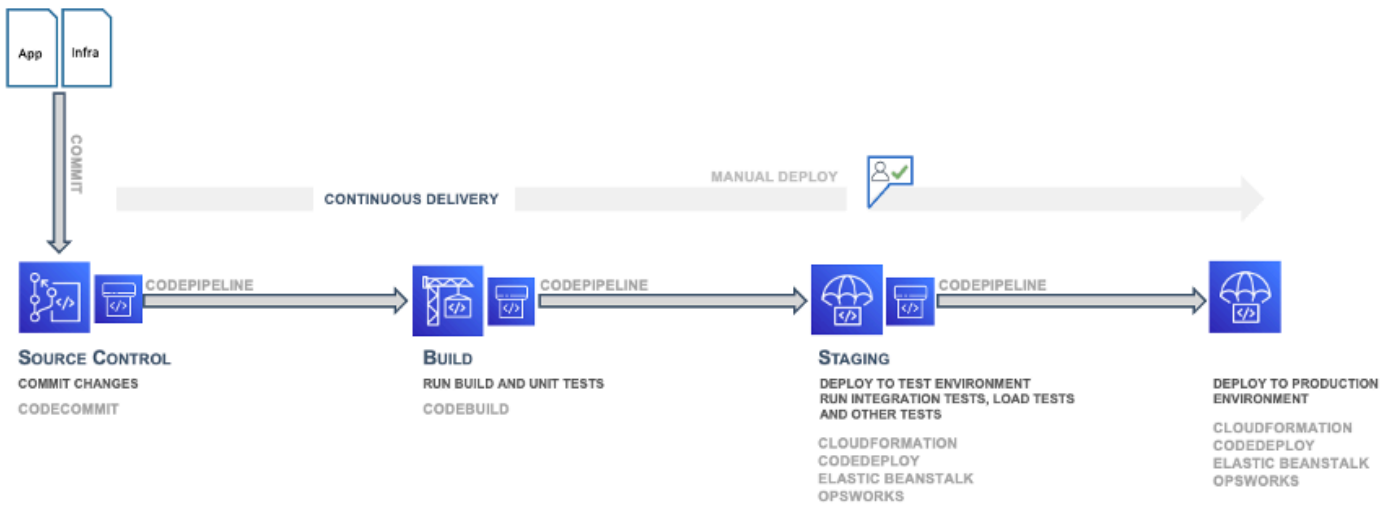 App
Infra
COMMIT
MANUAL DEPLOY
CONTINUOUS DELIVERY
</>
</>
CODEPIPELINE
</>
</>
CODEPIPELINE
</>
</>
CODEPIPELINE
</>
SOURCE CONTROL
COMMIT CHANGES
CODECOMMIT
BUILD
RUN BUILD AND UNIT TESTS
CODEBUILD
STAGING
DEPLOY TO TEST ENVIRONMENT
RUN INTEGRATION TESTS, LOAD TESTS
AND OTHER TESTS
CLOUDFORMATION
CODEDEPLOY
ELASTIC BEANSTALK
OPSWORKS
DEPLOY TO PRODUCTION
ENVIRONMENT
CLOUDFORMATION
CODEDEPLOY
ELASTIC BEANSTALK
OPSWORKS